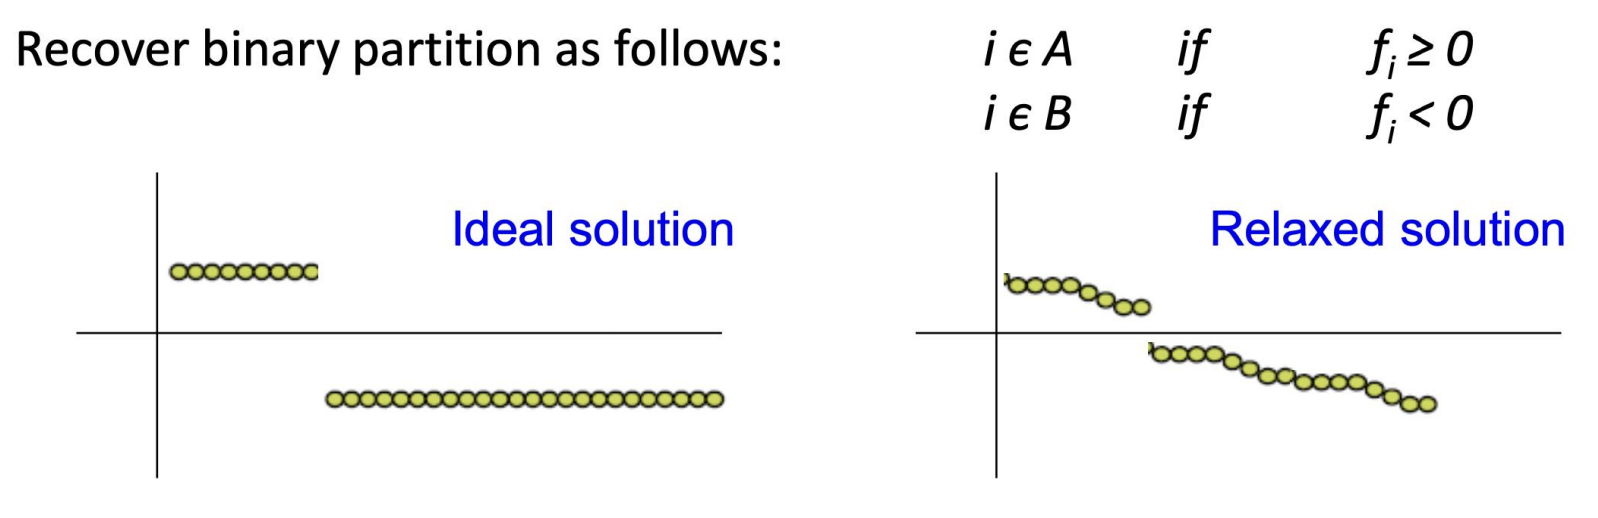 Recover binary partition as follows: i ϵ A if fᵢ ≥ 0
i ϵ B if fᵢ < 0
Ideal solution
Relaxed solution